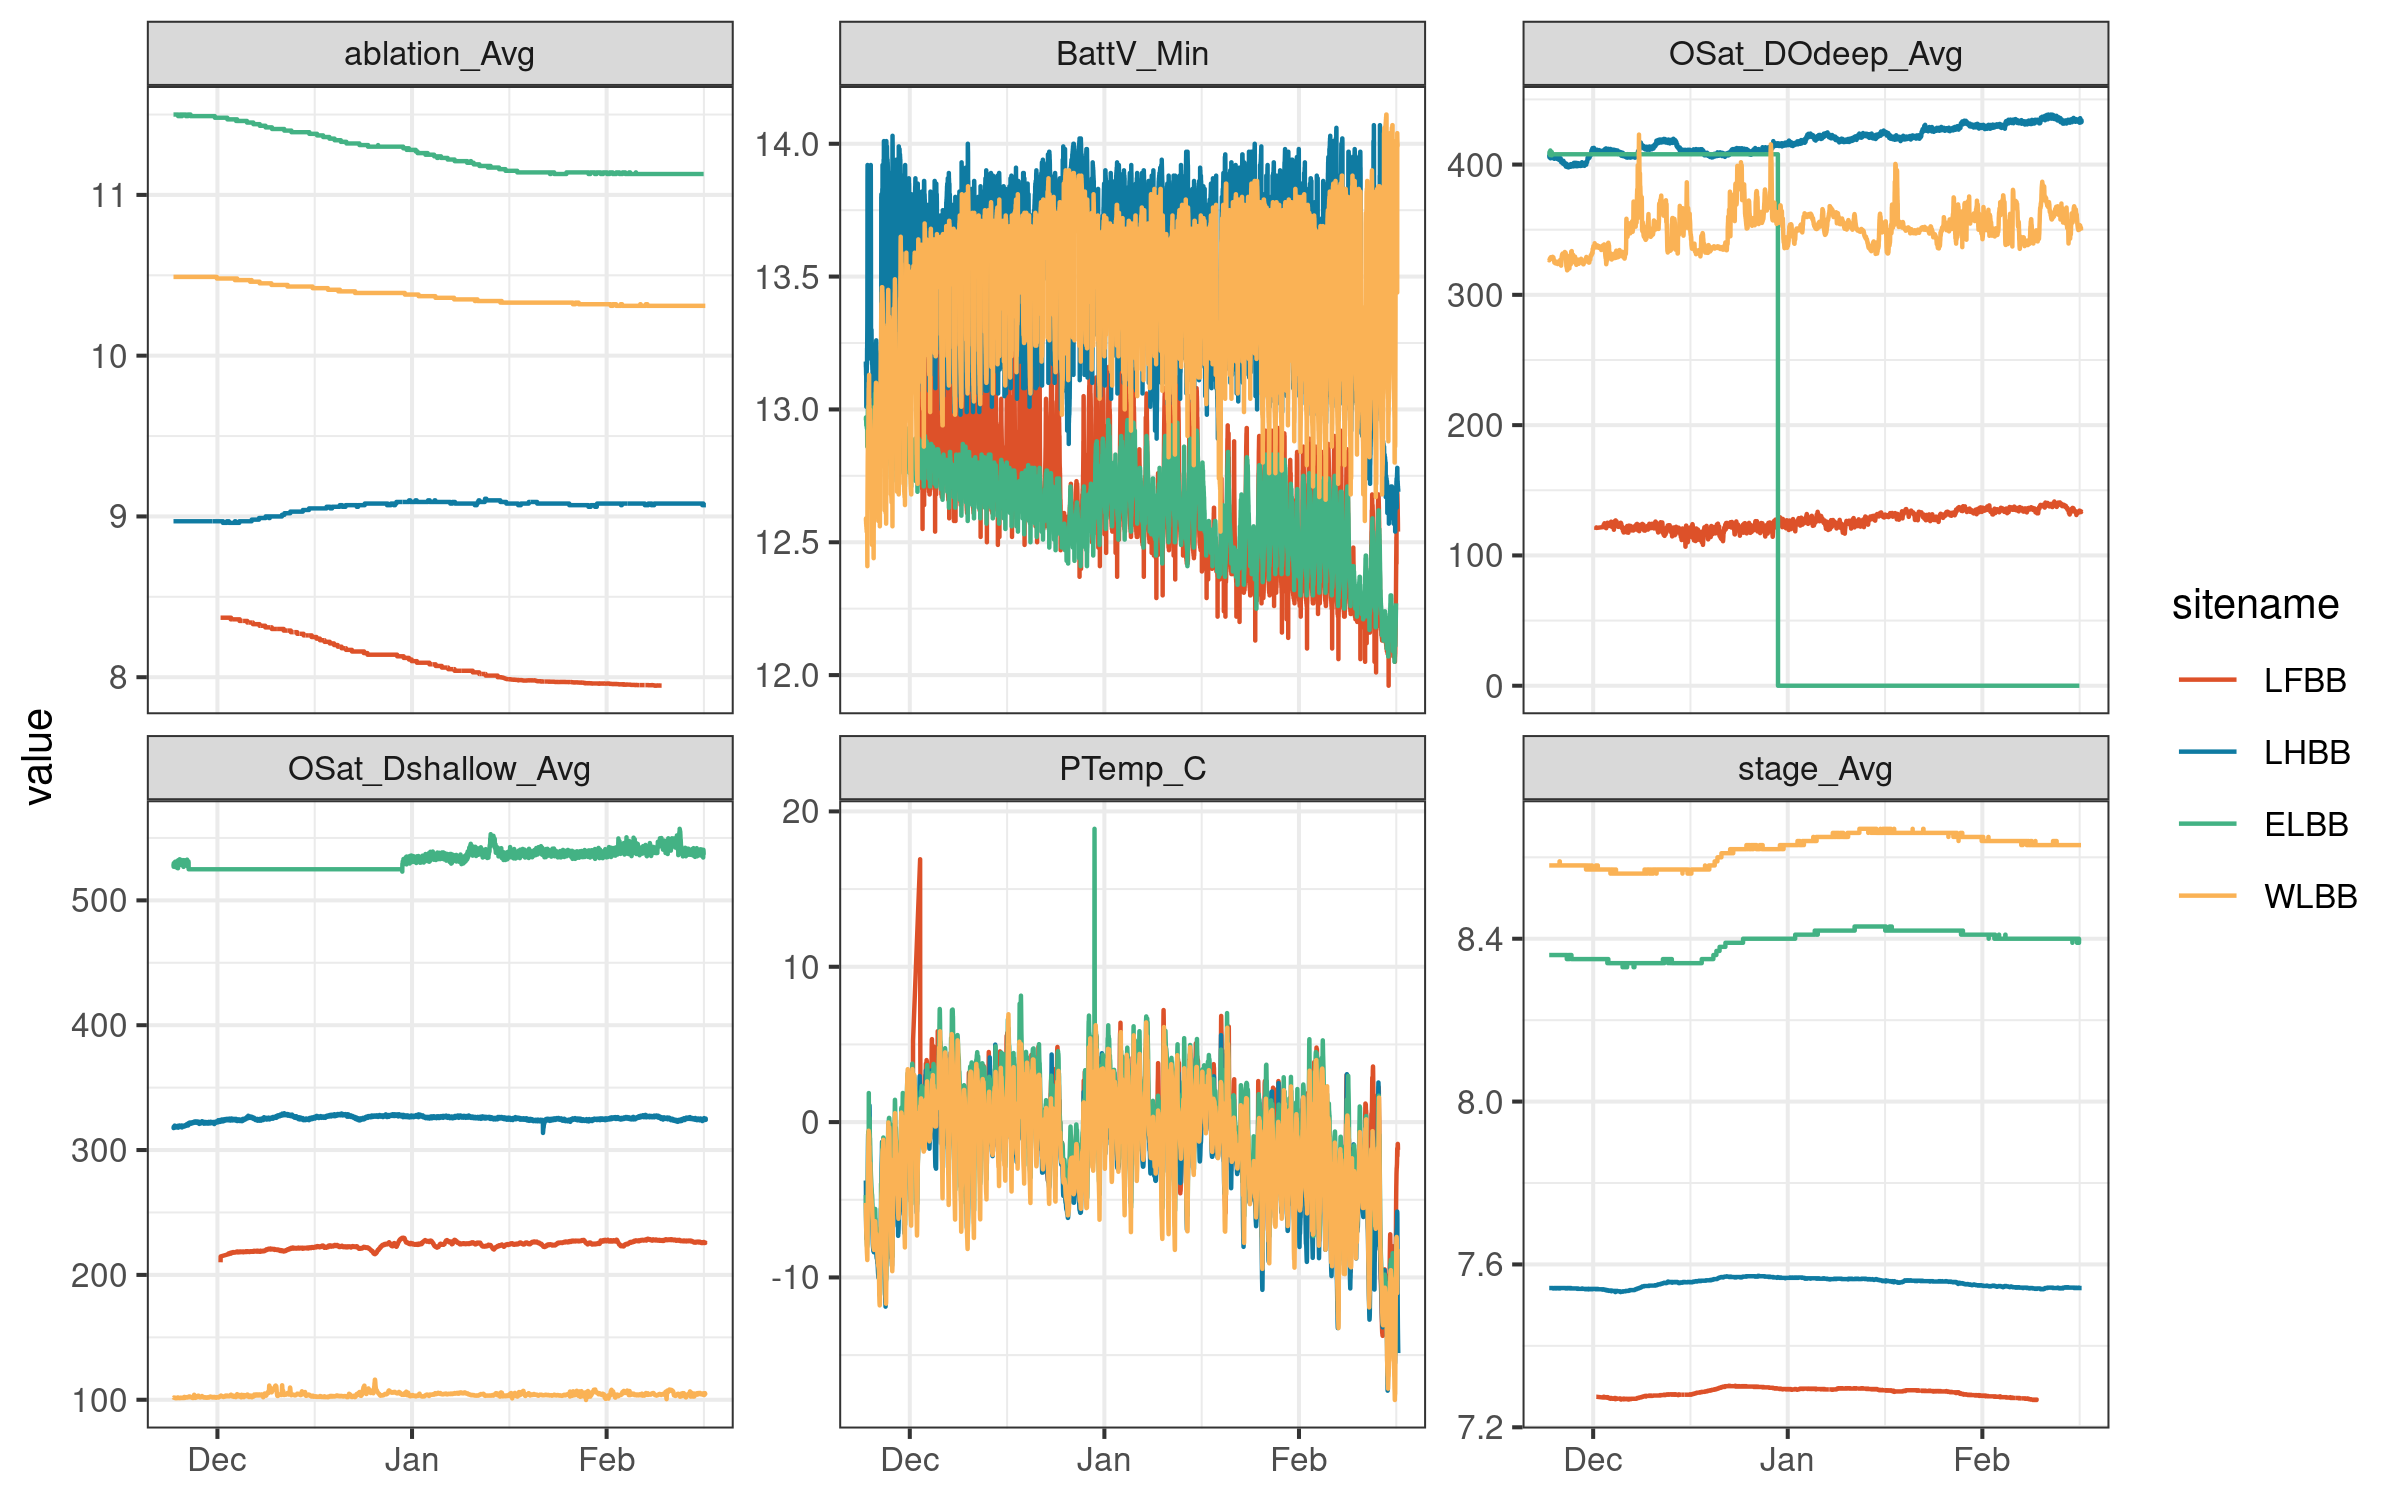 ablation_Avg
BattV_Min
OSat_DOdeep_Avg
11
10
9
8
14.0
13.5
13.0
12.5
12.0
400
300
200
100
0
value
OSat_Dshallow_Avg
PTemp_C
stage_Avg
500
400
300
200
100
20
10
0
-10
8.4
8.0
7.6
7.2
Dec
Jan
Feb
Dec
Jan
Feb
Dec
Jan
Feb
sitename
LFBB
LHBB
ELBB
WLBB